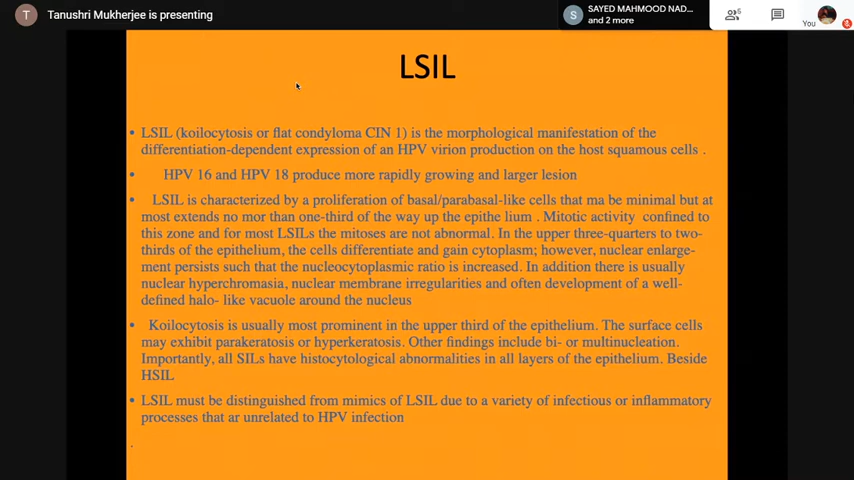 T Tanushri Mukherjee is presenting
S SAYED MAHMOOD NAD...
and 2 more
6
You
LSIL
• LSIL (koilocytosis or flat condyloma CIN 1) is the morphological manifestation of the
differentiation-dependent expression of an HPV virion production on the host squamous cells .
• HPV 16 and HPV 18 produce more rapidly growing and larger lesion
• LSIL is characterized by a proliferation of basal/parabasal-like cells that ma be minimal but at
most extends no mor than one-third of the way up the epithe lium . Mitotic activity confined to
this zone and for most LSILs the mitoses are not abnormal. In the upper three-quarters to two-
thirds of the epithelium, the cells differentiate and gain cytoplasm; however, nuclear enlarge-
ment persists such that the nucleocytoplasmic ratio is increased. In addition there is usually
nuclear hyperchromasia, nuclear membrane irregularities and often development of a well-
defined halo- like vacuole around the nucleus
• Koilocytosis is usually most prominent in the upper third of the epithelium. The surface cells
may exhibit parakeratosis or hyperkeratosis. Other findings include bi- or multinucleation.
Importantly, all SILs have histocytological abnormalities in all layers of the epithelium. Beside
HSIL
• LSIL must be distinguished from mimics of LSIL due to a variety of infectious or inflammatory
processes that ar unrelated to HPV infection
.